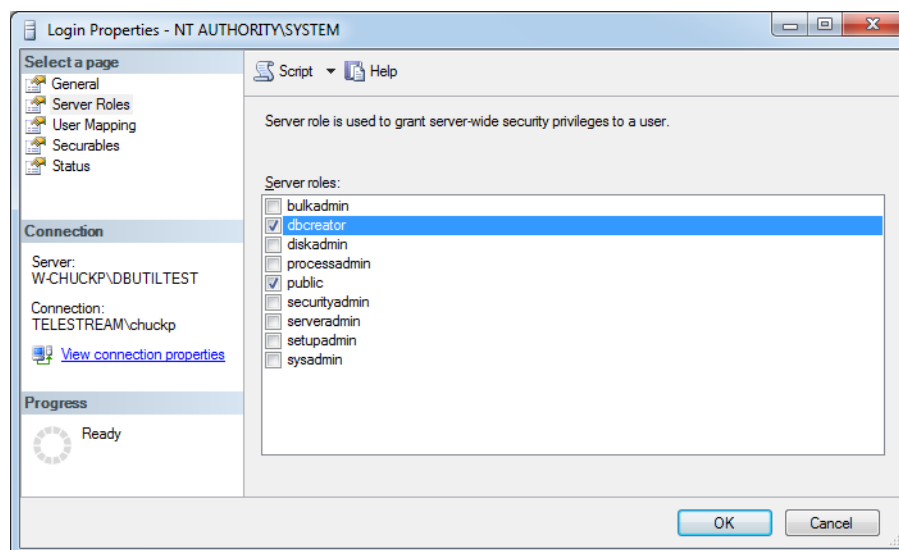 Login Properties - NT AUTHORITY\SYSTEM
Select a page
General
Server Roles
User Mapping
Securables
Status
Connection
Server:
W-CHUCKP\DBUTILTEST
Connection:
TELESTREAM\chuckp
View connection properties
Progress
Ready
Script
Help
Server role is used to grant server-wide security privileges to a user.
Server roles:
bulkadmin
dbcreator
diskadmin
processadmin
public
securityadmin
serveradmin
setupadmin
sysadmin
OK
Cancel